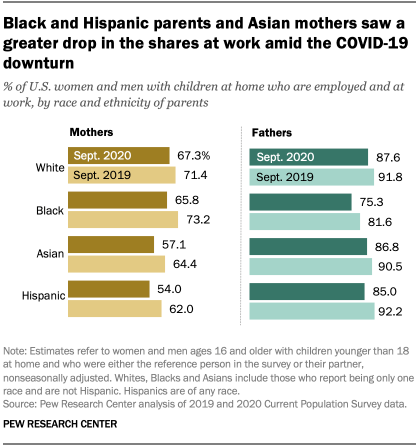 Black and Hispanic parents and Asian mothers saw a
greater drop in the shares at work amid the COVID-19
downturn
% of U.S. women and men with children at home who are employed and at
work, by race and ethnicity of parents
Mothers Fathers
Sept. 2020 67.3% Sept. 2020 87.6
White
Sept. 2019 71.4 Sept. 2019 91.8
65.8 75.3
Black
73.2 81.6
57.1 86.8
Asian
64.4 90.5
54.0 85.0
Hispanic
62.0 92.2
Note: Estimates refer to women and men ages 16 and older with children younger than 18
at home and who were either the reference person in the survey or their partner,
nonseasonally adjusted. Whites, Blacks and Asians include those who report being only one
race and are not Hispanic. Hispanics are of any race.
Source: Pew Research Center analysis of 2019 and 2020 Current Population Survey data.
PEW RESEARCH CENTER